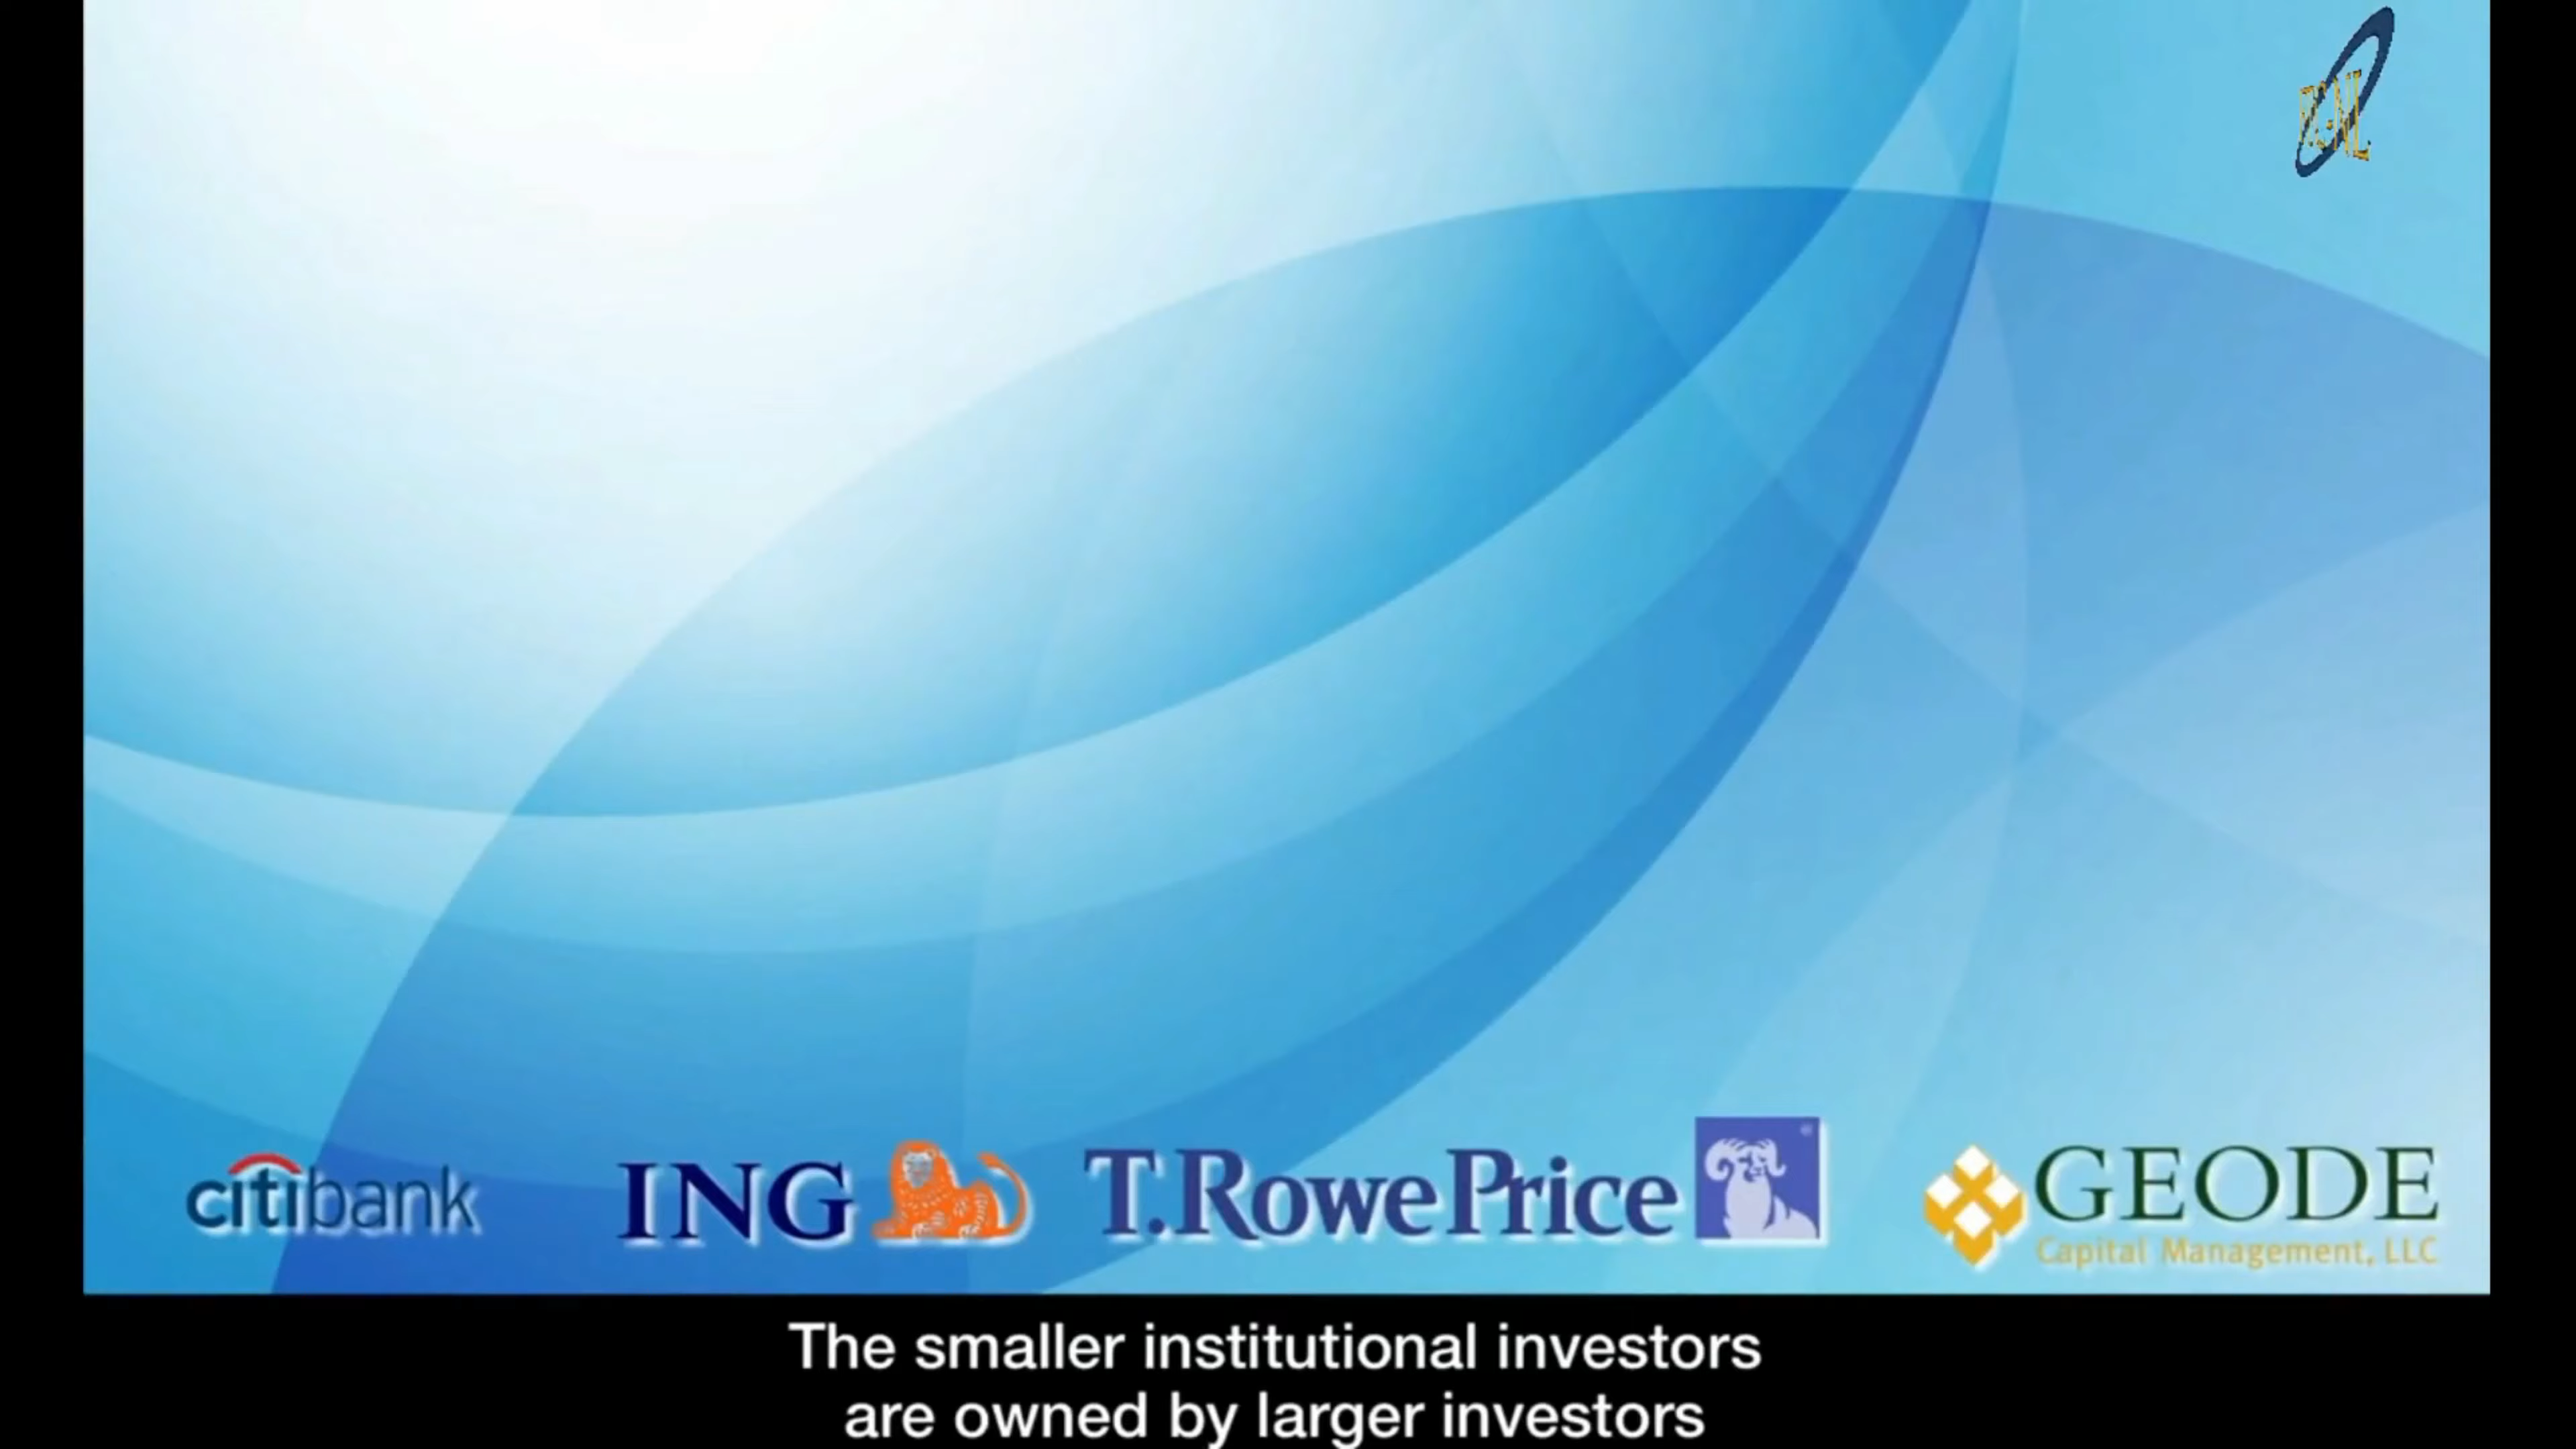 citibank
ING
T.RowePrice
GEODE
Capital Management, LLC
The smaller institutional investors
are owned by larger investors